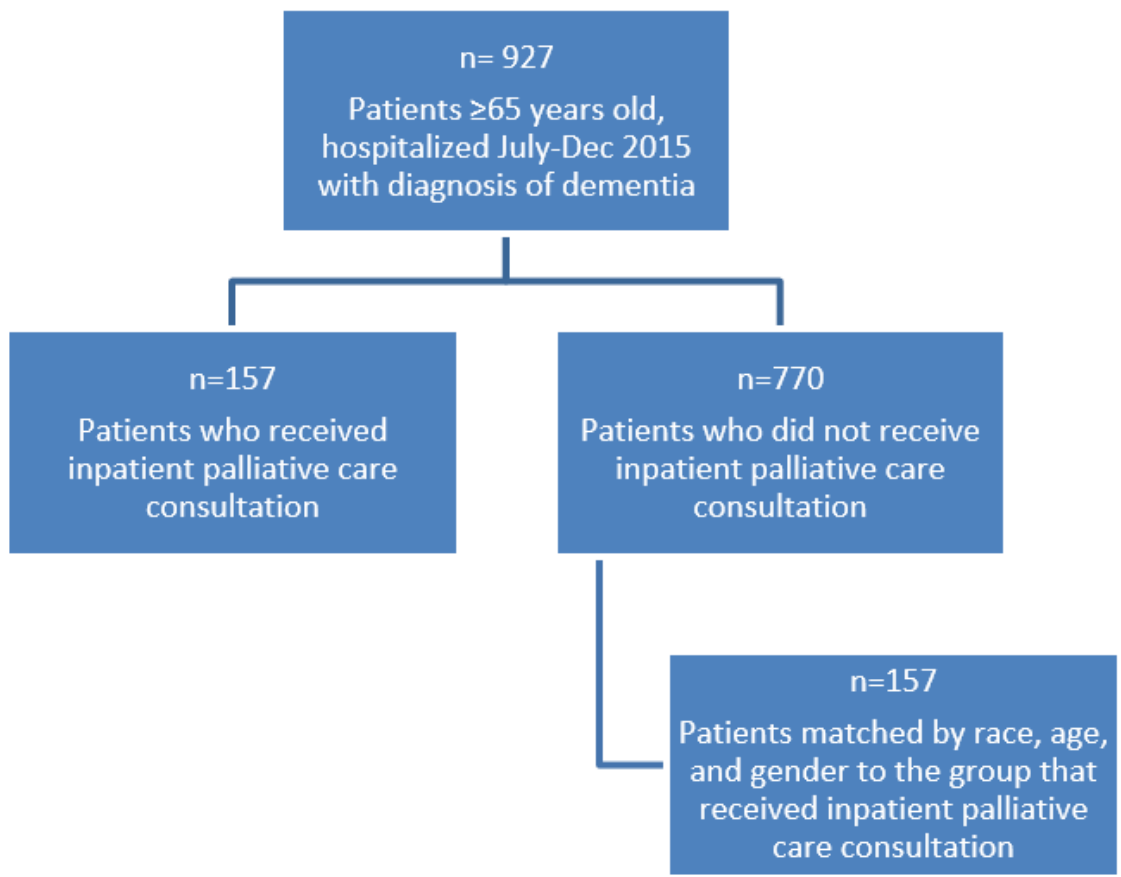 n= 927
Patients ≥65 years old,
hospitalized July-Dec 2015
with diagnosis of dementia
n=157
Patients who received
inpatient palliative care
consultation
n=770
Patients who did not receive
inpatient palliative care
consultation
n=157
Patients matched by race, age,
and gender to the group that
received inpatient palliative
care consultation